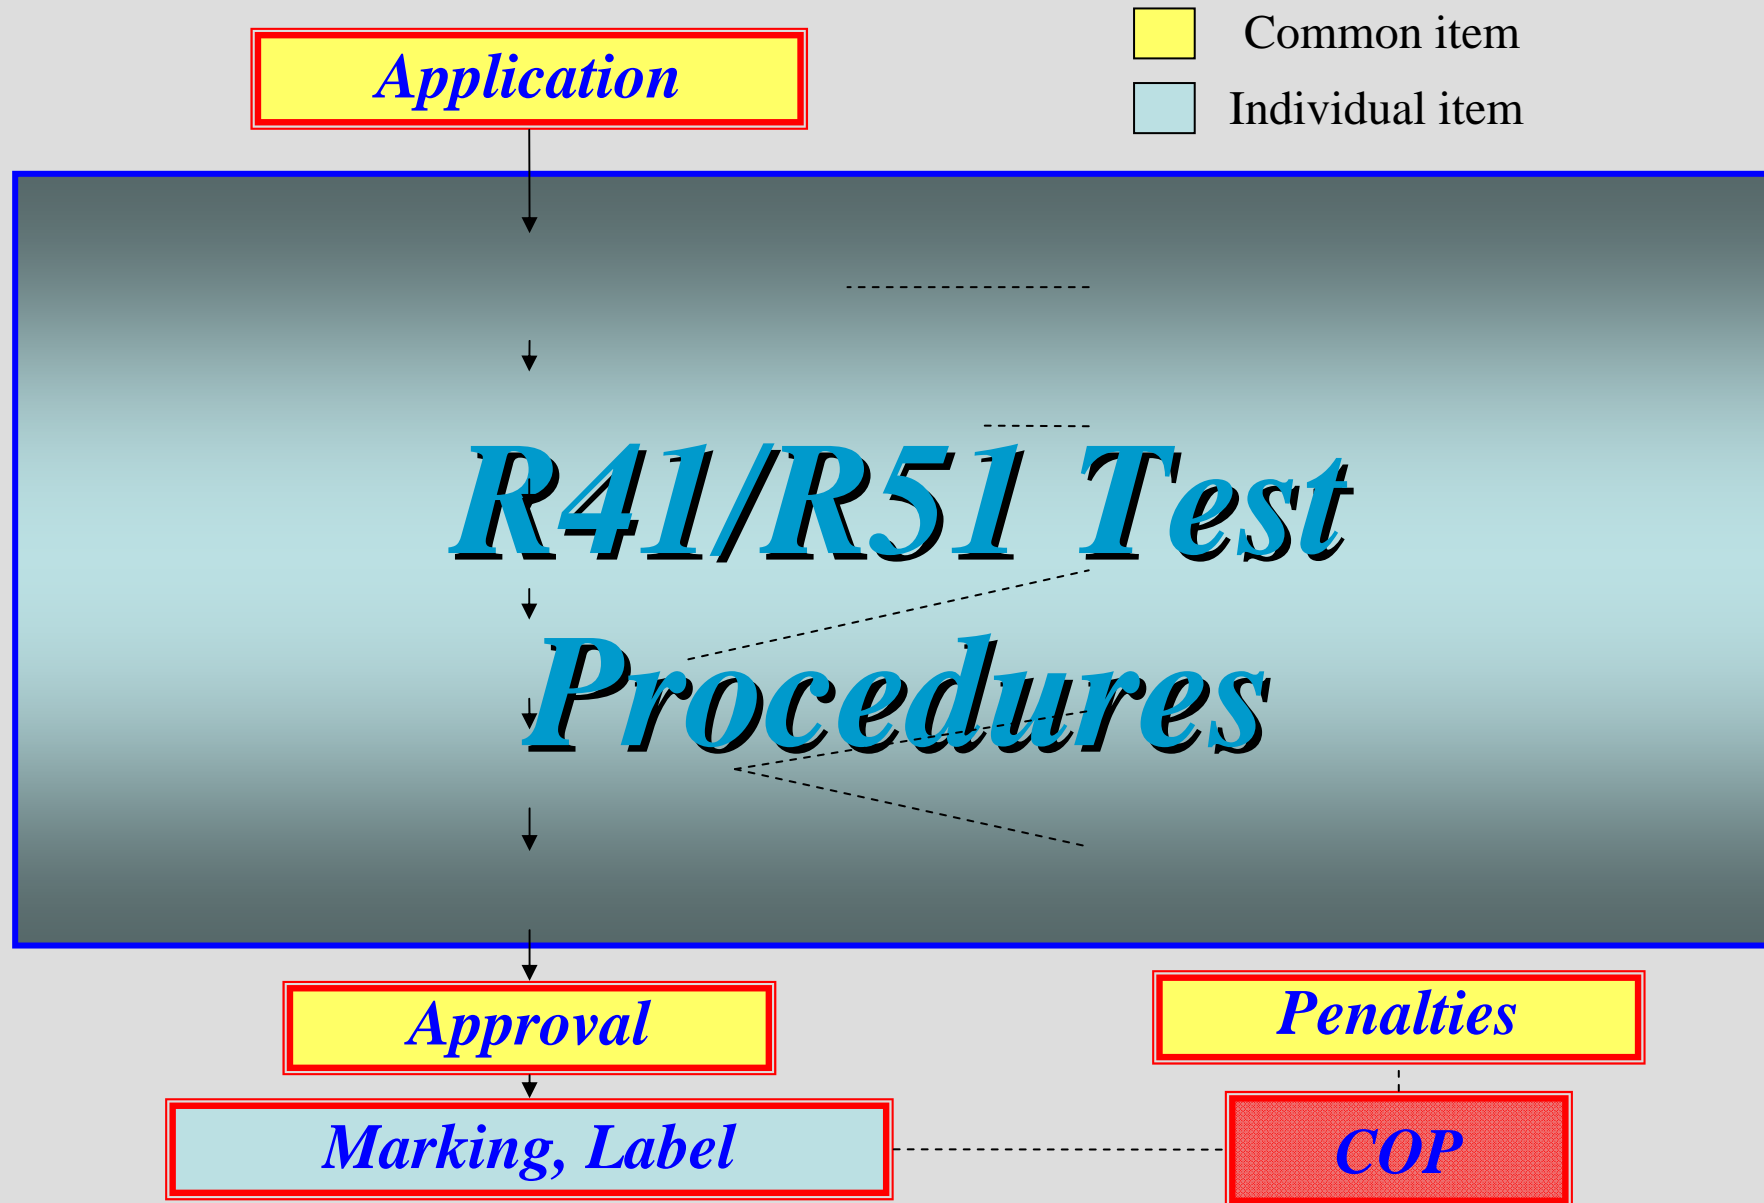 Application
Common item
Individual item
R41/R51 Test
Procedures
Approval
Penalties
Marking, Label
COP